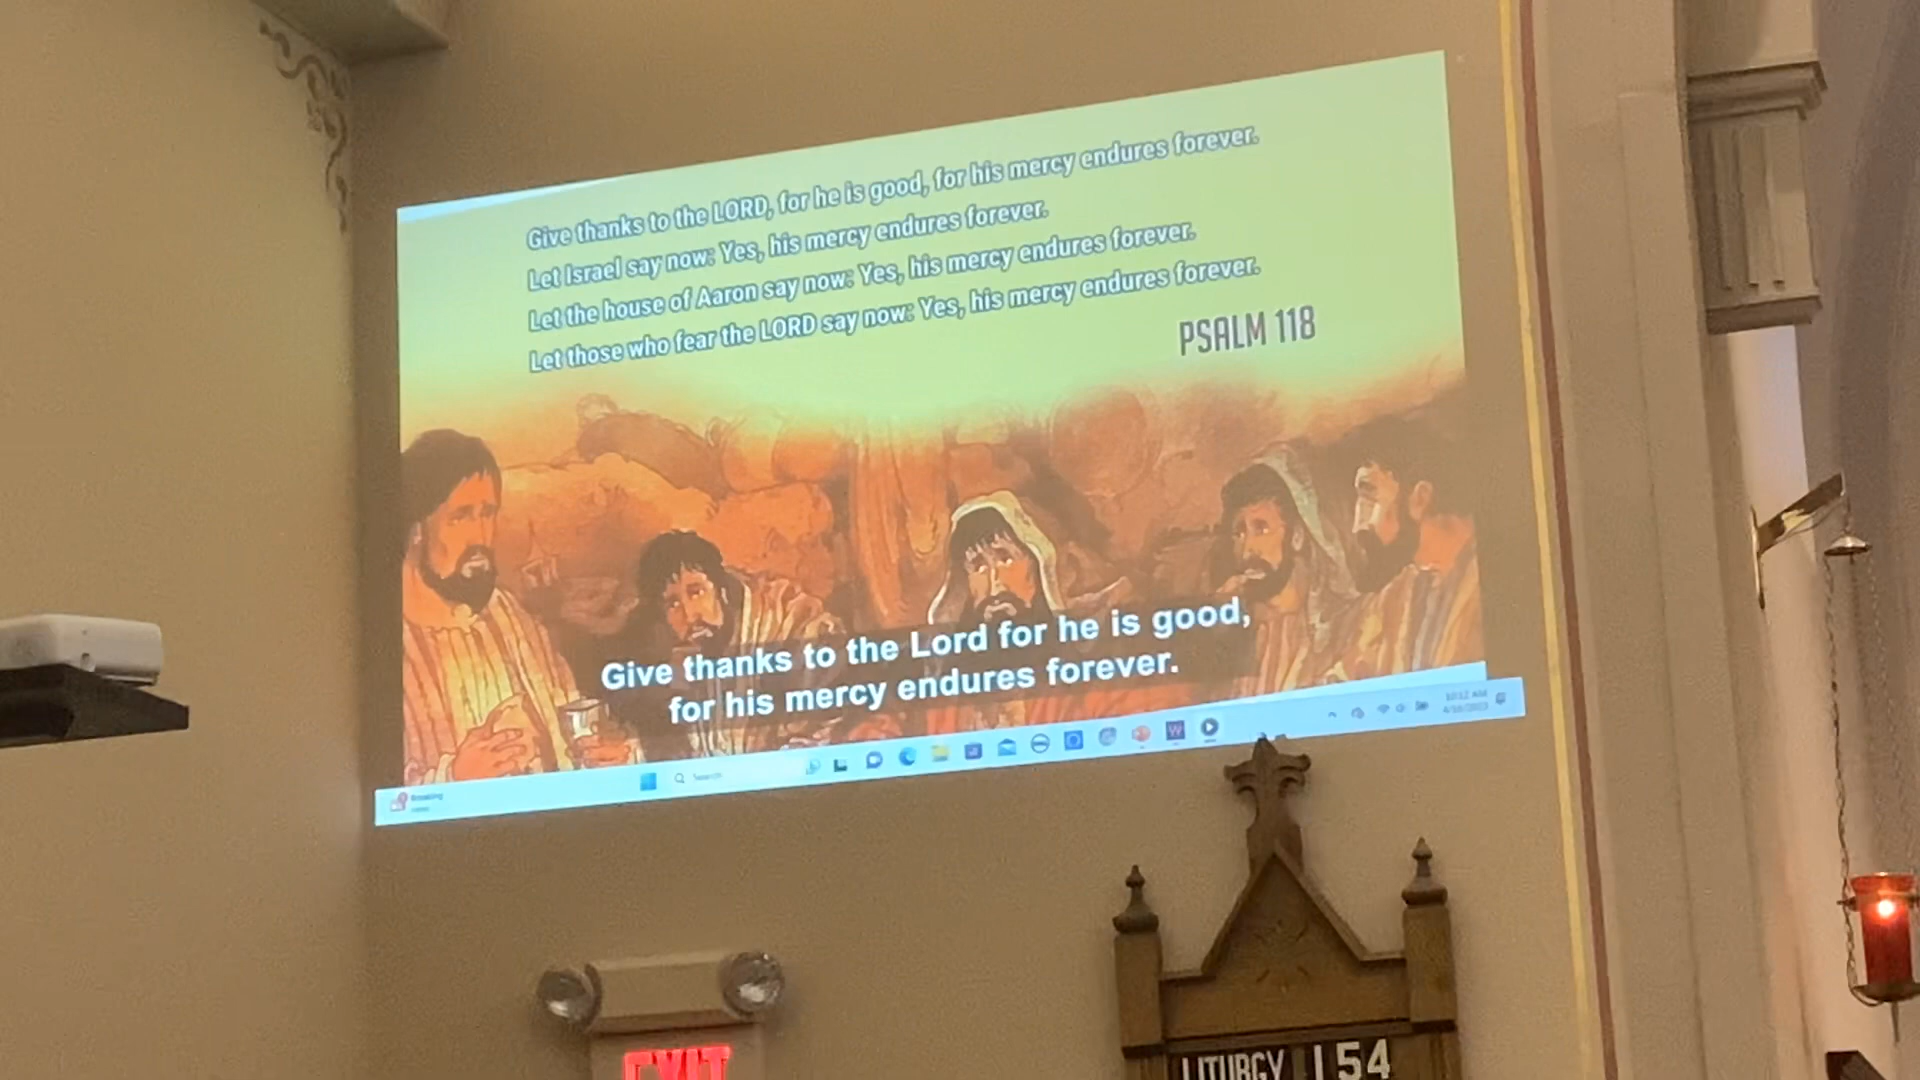 Give thanks to the LORD, for he is good, for his mercy endures forever.
Let Israel say now: Yes, his mercy endures forever.
Let the house of Aaron say now: Yes, his mercy endures forever.
Let those who fear the LORD say now: Yes, his mercy endures forever.
PSALM 118
Give thanks to the Lord for he is good,
for his mercy endures forever.
Breaking
Search
EXIT
LITURGY 154